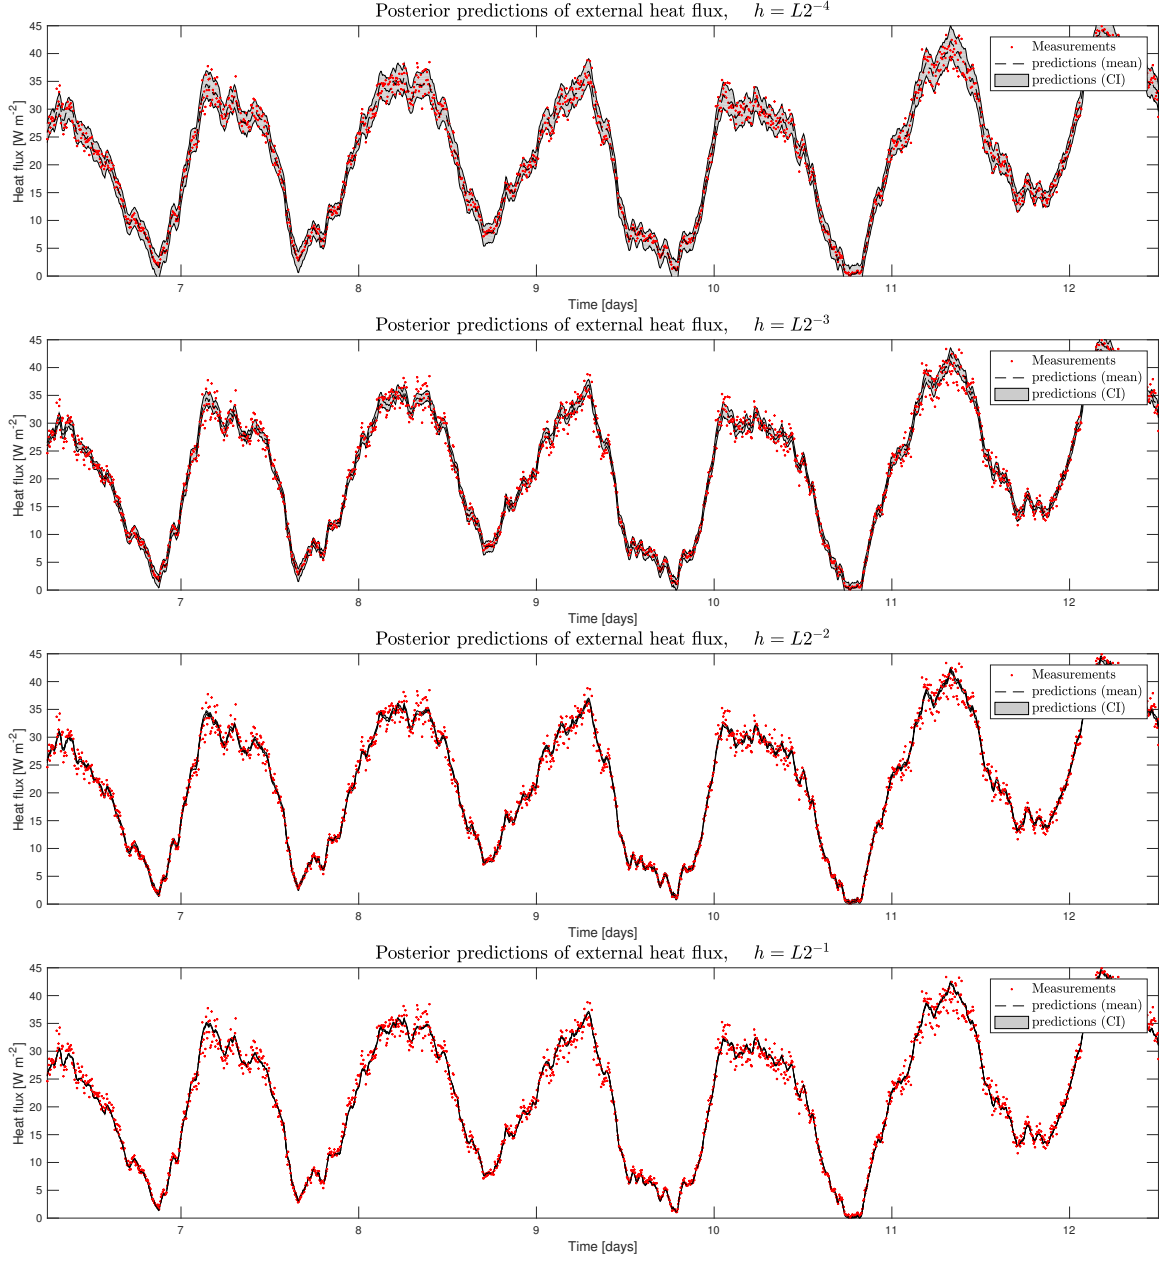 Posterior predictions of external heat flux, h = L2⁻⁴
Heat flux [W m⁻²]
45
40
35
30
25
20
15
10
5
0
Measurements
predictions (mean)
predictions (CI)
7 8 9 10 11 12
Time [days]
Posterior predictions of external heat flux, h = L2⁻³
Heat flux [W m⁻²]
45
40
35
30
25
20
15
10
5
0
Measurements
predictions (mean)
predictions (CI)
7 8 9 10 11 12
Time [days]
Posterior predictions of external heat flux, h = L2⁻²
Heat flux [W m⁻²]
45
40
35
30
25
20
15
10
5
0
Measurements
predictions (mean)
predictions (CI)
7 8 9 10 11 12
Time [days]
Posterior predictions of external heat flux, h = L2⁻¹
Heat flux [W m⁻²]
45
40
35
30
25
20
15
10
5
0
Measurements
predictions (mean)
predictions (CI)
7 8 9 10 11 12
Time [days]